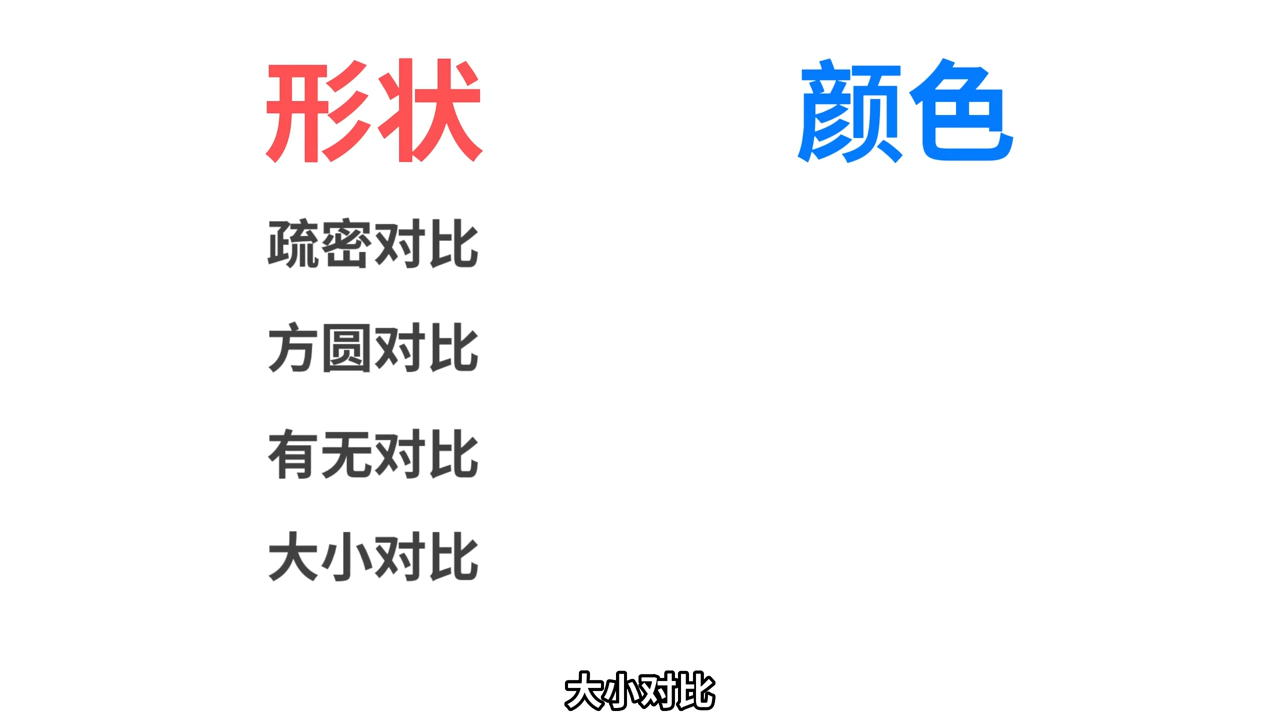 形状 颜色
疏密对比
方圆对比
有无对比
大小对比
大小对比